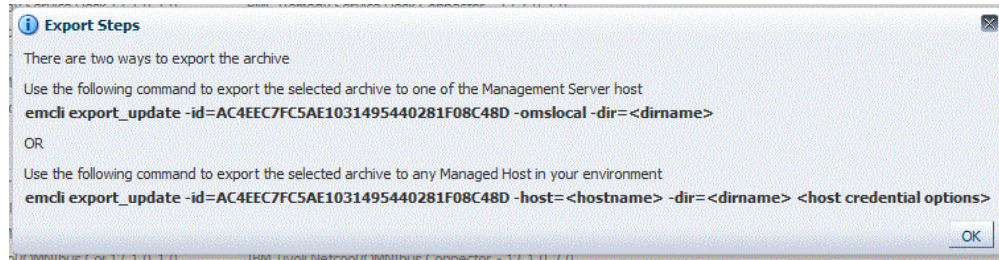 Export Steps
There are two ways to export the archive
Use the following command to export the selected archive to one of the Management Server host
emcli export_update -id=AC4EEC7FC5AE1031495440281F08C48D -omslocal -dir=<dirname>
OR
Use the following command to export the selected archive to any Managed Host in your environment
emcli export_update -id=AC4EEC7FC5AE1031495440281F08C48D -host=<hostname> -dir=<dirname> <host credential options>
OK